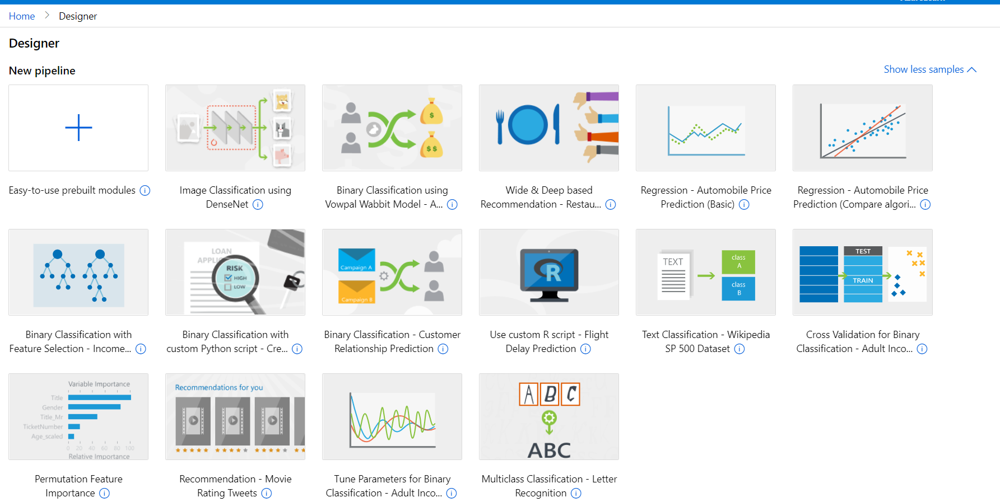 Home > Designer
Designer
New pipeline
Show less samples
Easy-to-use prebuilt modules
Image Classification using
DenseNet
$
$$
Binary Classification using
Vowpal Wabbit Model - A...
Wide & Deep based
Recommendation - Restau...
Regression - Automobile Price
Prediction (Basic)
Regression - Automobile Price
Prediction (Compare algori...
Binary Classification with
Feature Selection - Income...
LOAN
RISK
HIGH
LOW
Binary Classification with
custom Python script - Cre...
Campaign A
Campaign B
Binary Classification - Customer
Relationship Prediction
R
Use custom R script - Flight
Delay Prediction
TEXT
class
A
class
B
Text Classification - Wikipedia
SP 500 Dataset
TEST
TRAIN
Cross Validation for Binary
Classification - Adult Inco...
Variable Importance
Title
Gender
Title_Mr
TicketNumber
Age_scaled
0 20 40 60 80 100
Relative Importance
Permutation Feature
Importance
Recommendations for you
Recommendation - Movie
Rating Tweets
Tune Parameters for Binary
Classification - Adult Inco...
A B C
ABC
Multiclass Classification - Letter
Recognition